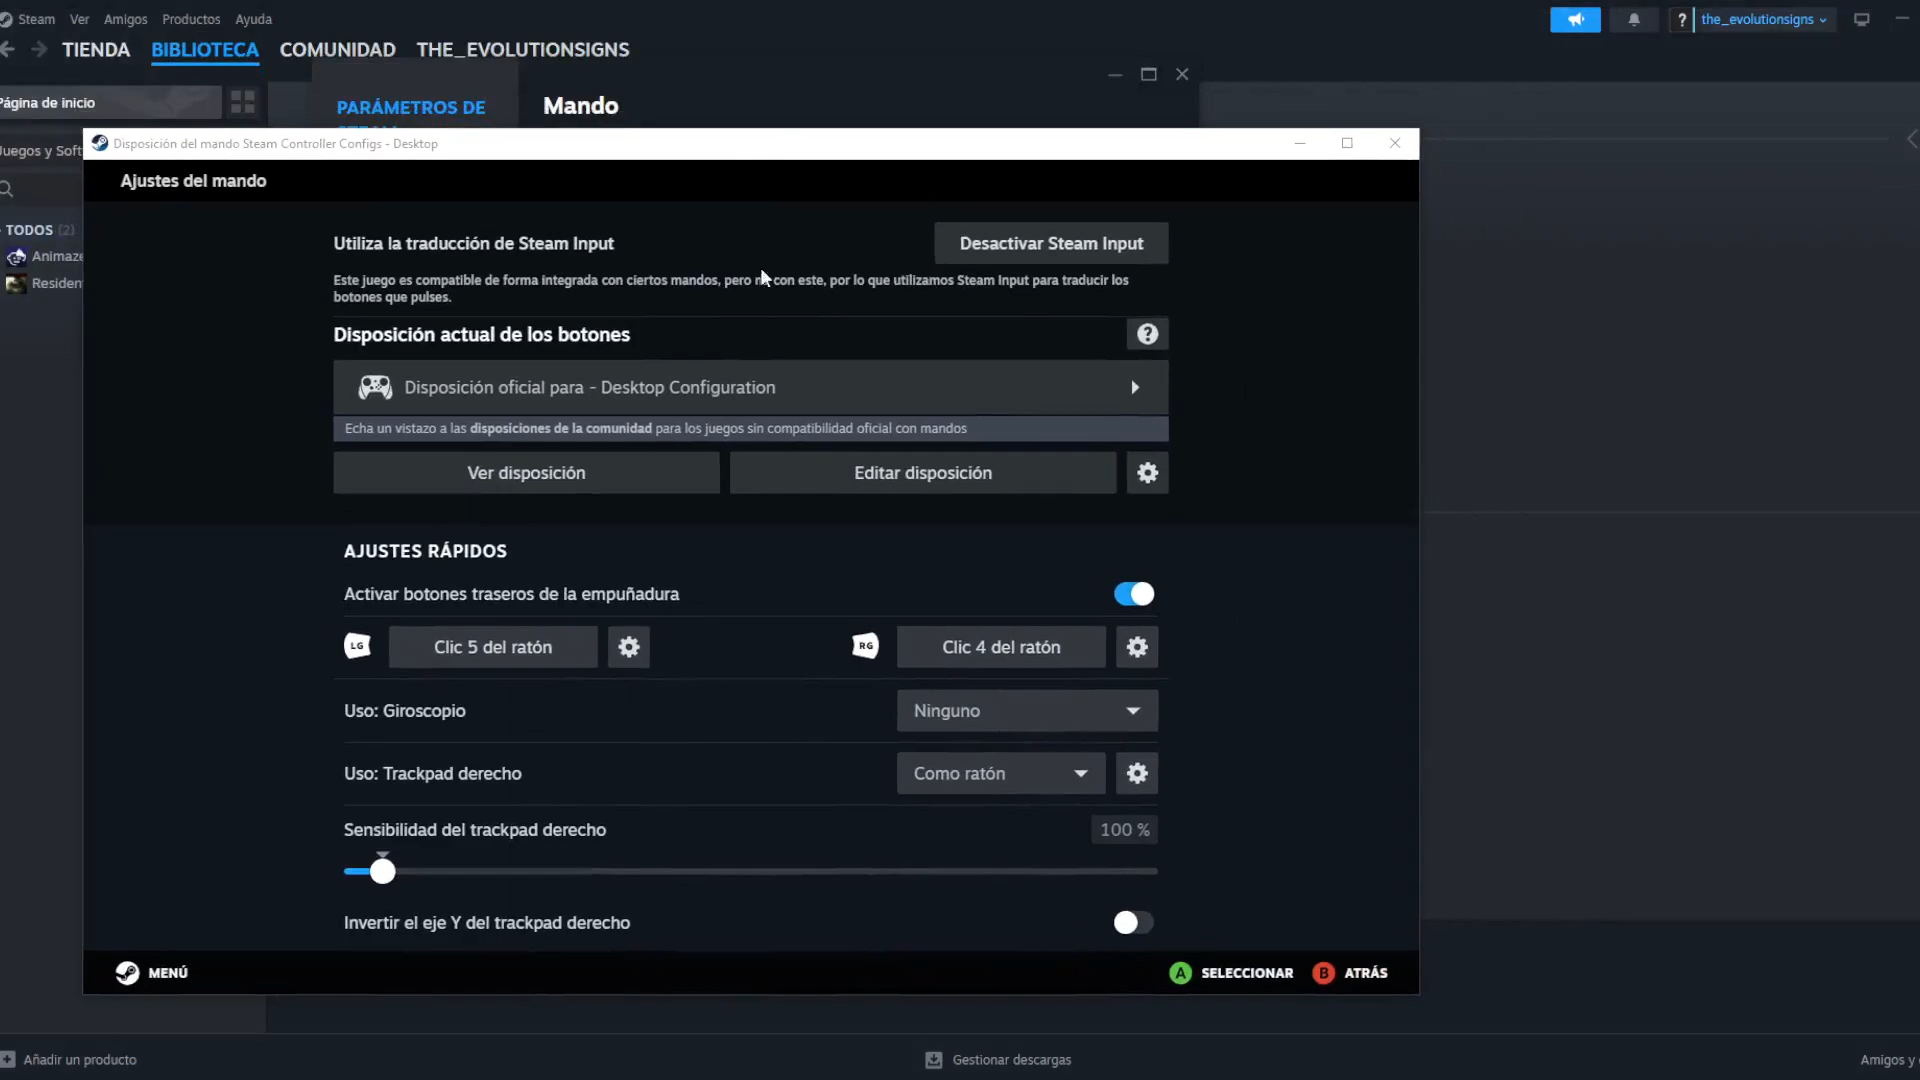 Steam Ver Amigos Productos Ayuda
? the_evolutionsigns
TIENDA BIBLIOTECA COMUNIDAD THE_EVOLUTIONSIGNS
Página de inicio
PARÁMETROS DE
Mando
Disposición del mando Steam Controller Configs - Desktop
Juegos y Soft
Ajustes del mando
TODOS (2)
Animaze
Residen
Utiliza la traducción de Steam Input
Desactivar Steam Input
Este juego es compatible de forma integrada con ciertos mandos, pero no con este, por lo que utilizamos Steam Input para traducir los
botones que pulses.
Disposición actual de los botones
?
Disposición oficial para - Desktop Configuration
Echa un vistazo a las disposiciones de la comunidad para los juegos sin compatibilidad oficial con mandos
Ver disposición
Editar disposición
AJUSTES RÁPIDOS
Activar botones traseros de la empuñadura
LG Clic 5 del ratón
RG Clic 4 del ratón
Uso: Giroscopio
Ninguno
Uso: Trackpad derecho
Como ratón
Sensibilidad del trackpad derecho
100 %
Invertir el eje Y del trackpad derecho
MENÚ
A SELECCIONAR B ATRÁS
Añadir un producto
Gestionar descargas
Amigos y